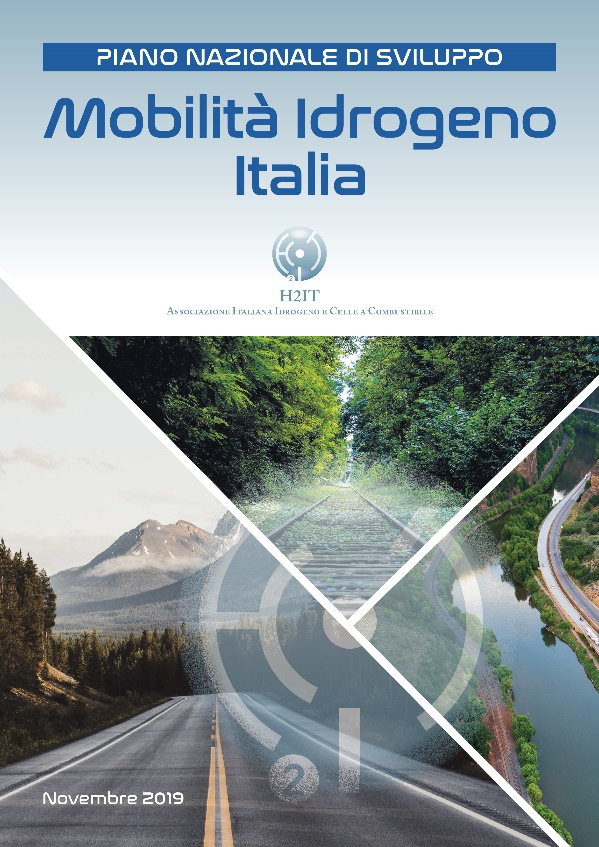 PIANO NAZIONALE DI SVILUPPO
Mobilità Idrogeno
Italia
H2IT
Associazione Italiana Idrogeno e Celle a Combustibile
Novembre 2019